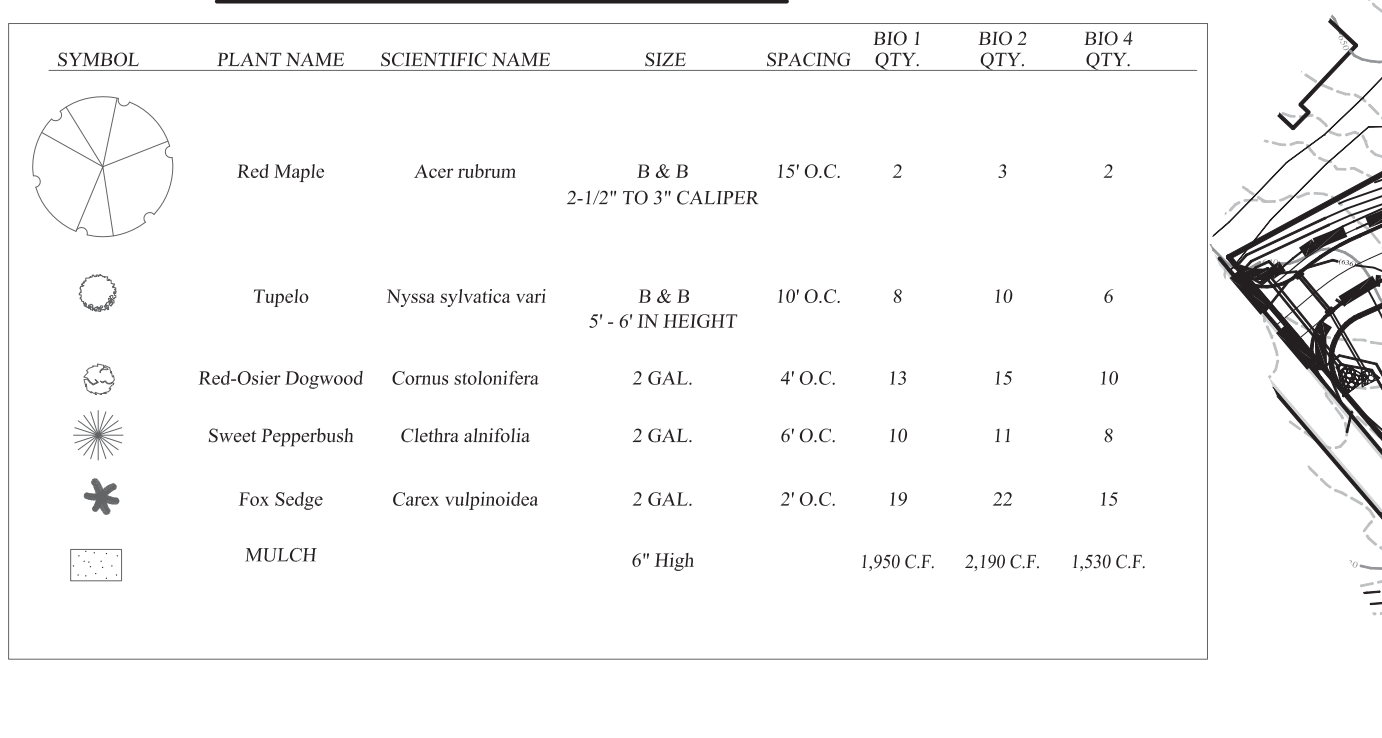 BIO 1 BIO 2 BIO 4
SYMBOL PLANT NAME SCIENTIFIC NAME SIZE SPACING QTY. QTY. QTY.
Red Maple Acer rubrum B & B 15' O.C. 2 3 2
2-1/2" TO 3" CALIPER
Tupelo Nyssa sylvatica vari B & B 10' O.C. 8 10 6
5' - 6' IN HEIGHT
Red-Osier Dogwood Cornus stolonifera 2 GAL. 4' O.C. 13 15 10
Sweet Pepperbush Clethra alnifolia 2 GAL. 6' O.C. 10 11 8
Fox Sedge Carex vulpinoidea 2 GAL. 2' O.C. 19 22 15
MULCH 6" High 1,950 C.F. 2,190 C.F. 1,530 C.F.